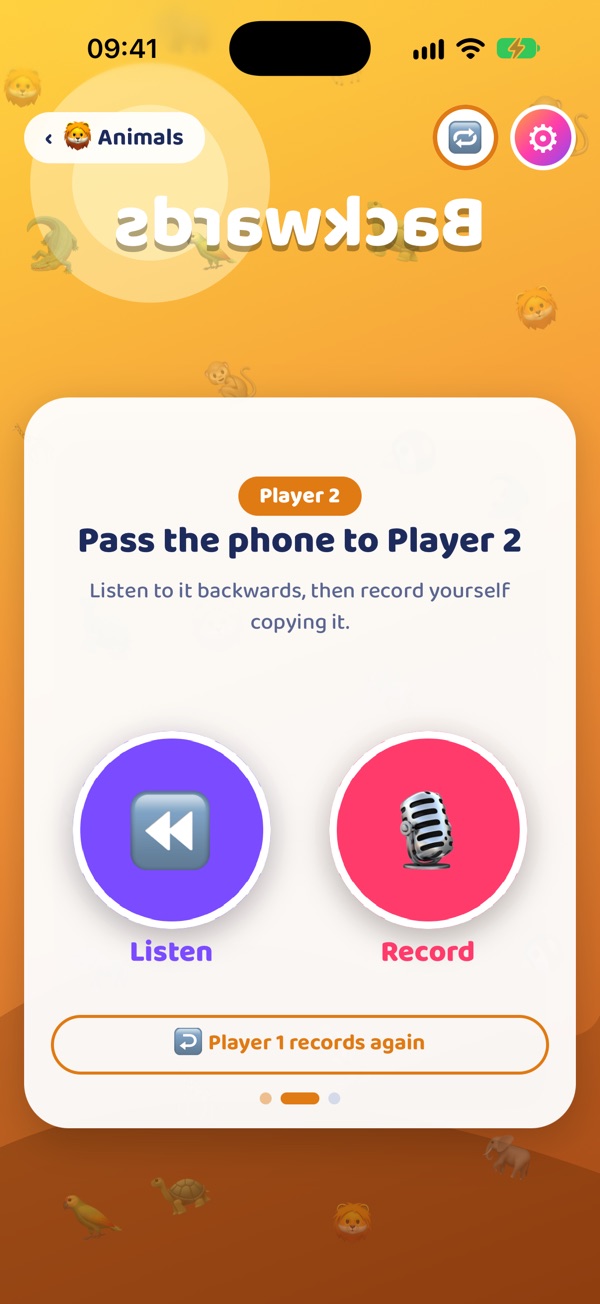 09:41
‹ 🦁 Animals
Backwards
Player 2
Pass the phone to Player 2
Listen to it backwards, then record yourself
copying it.
Listen
Record
Player 1 records again